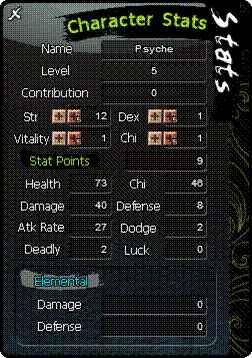 X
Character Stats
Stats
Name Psyche
Level 5
Contribution 0
Str 12 Dex 1
Vitality 1 Chi 1
Stat Points 9
Health 73 Chi 46
Damage 40 Defense 8
Atk Rate 27 Dodge 2
Deadly 2 Luck 0
Elemental
Damage 0
Defense 0